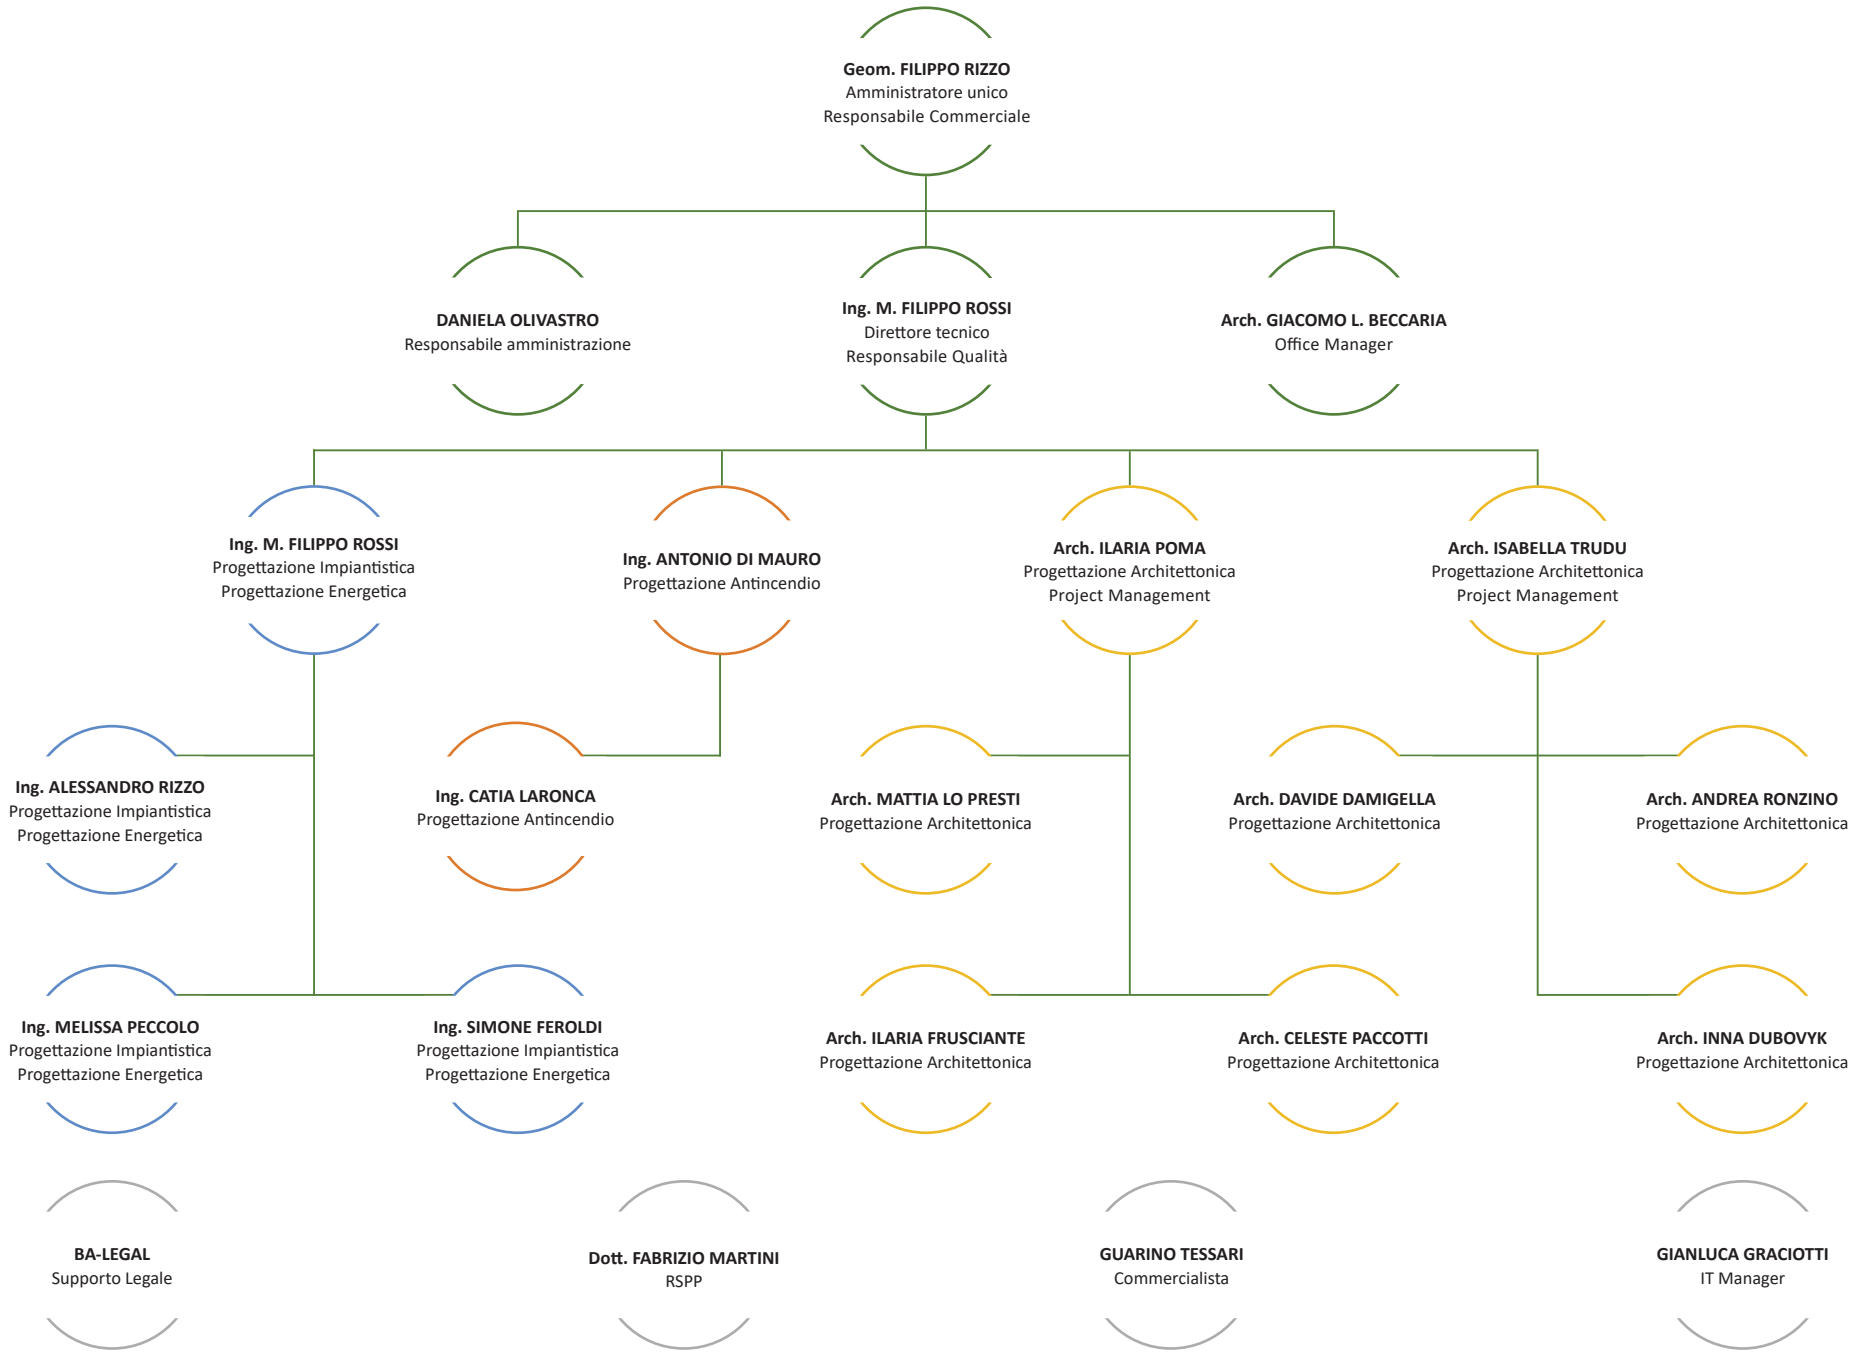 Geom. FILIPPO RIZZO
Amministratore unico
Responsabile Commerciale
DANIELA OLIVASTRO
Responsabile amministrazione
Ing. M. FILIPPO ROSSI
Direttore tecnico
Responsabile Qualità
Arch. GIACOMO L. BECCARIA
Office Manager
Ing. M. FILIPPO ROSSI
Progettazione Impiantistica
Progettazione Energetica
Ing. ANTONIO DI MAURO
Progettazione Antincendio
Arch. ILARIA POMA
Progettazione Architettonica
Project Management
Arch. ISABELLA TRUDU
Progettazione Architettonica
Project Management
Ing. ALESSANDRO RIZZO
Progettazione Impiantistica
Progettazione Energetica
Ing. CATIA LARONCA
Progettazione Antincendio
Arch. MATTIA LO PRESTI
Progettazione Architettonica
Arch. DAVIDE DAMIGELLA
Progettazione Architettonica
Arch. ANDREA RONZINO
Progettazione Architettonica
Ing. MELISSA PECCOLO
Progettazione Impiantistica
Progettazione Energetica
Ing. SIMONE FEROLDI
Progettazione Impiantistica
Progettazione Energetica
Arch. ILARIA FRUSCIANTE
Progettazione Architettonica
Arch. CELESTE PACCOTTI
Progettazione Architettonica
Arch. INNA DUBOVYK
Progettazione Architettonica
BA-LEGAL
Supporto Legale
Dott. FABRIZIO MARTINI
RSPP
GUARINO TESSARI
Commercialista
GIANLUCA GRACIOTTI
IT Manager